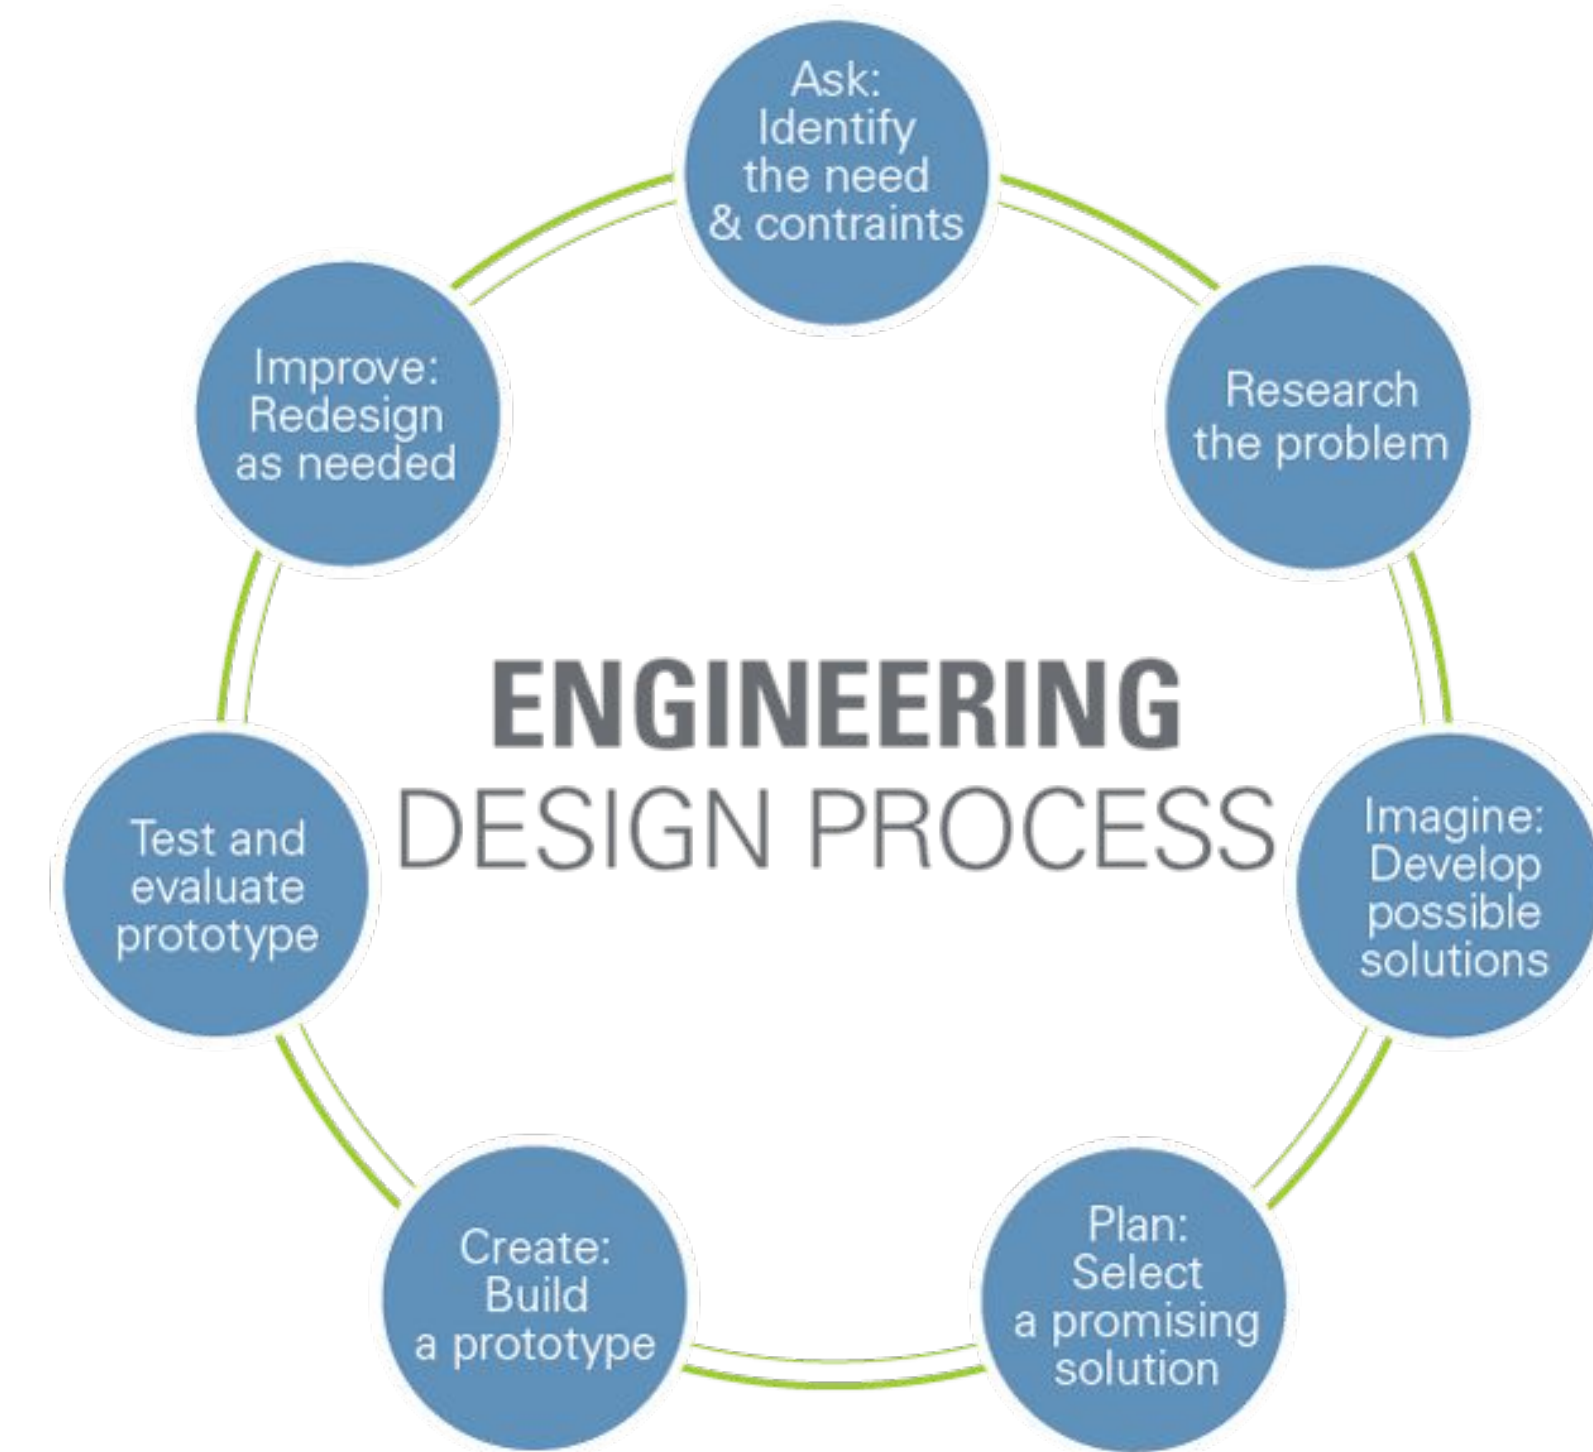 Ask:
Identify
the need
& contraints
Research
the problem
Imagine:
Develop
possible
solutions
Plan:
Select
a promising
solution
Create:
Build
a prototype
Test and
evaluate
prototype
Improve:
Redesign
as needed
ENGINEERING
DESIGN PROCESS